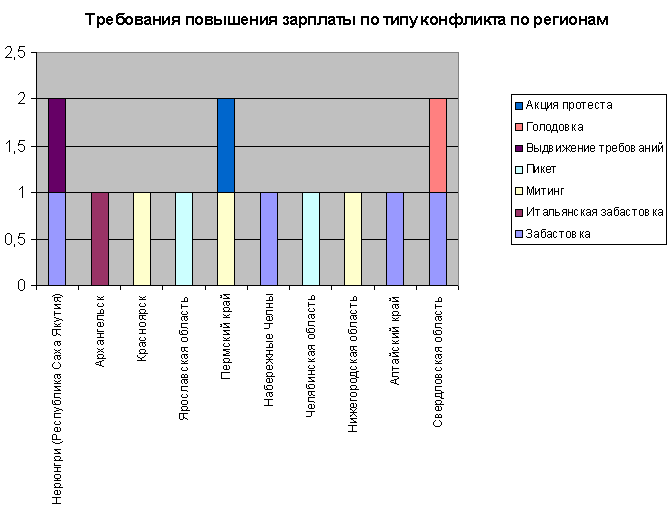 Требования повышения зарплаты по типу конфликта по регионам
2,5
2
1,5
1
0,5
0
Нерюнгри (Республика Саха Якутия)
Архангельск
Красноярск
Ярославская область
Пермский край
Набережные Челны
Челябинская область
Нижегородская область
Алтайский край
Свердловская область
Акция протеста
Голодовка
Выдвижение требований
Пикет
Митинг
Итальянская забастовка
Забастовка